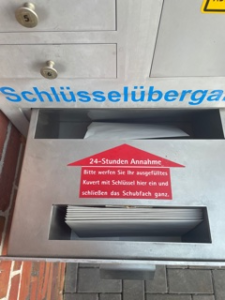 Schlüsselüberga
24-Stunden Annahme
Bitte werfen Sie Ihr ausgefülltes
Kuvert mit Schlüssel hier ein und
schließen das Schubfach ganz.